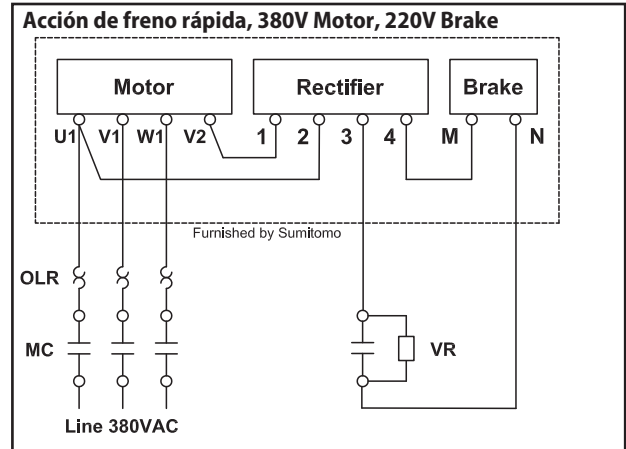 Acción de freno rápida, 380V Motor, 220V Brake
Motor Rectifier Brake
U1 V1 W1 V2 1 2 3 4 M N
Furnished by Sumitomo
OLR
MC VR
Line 380VAC